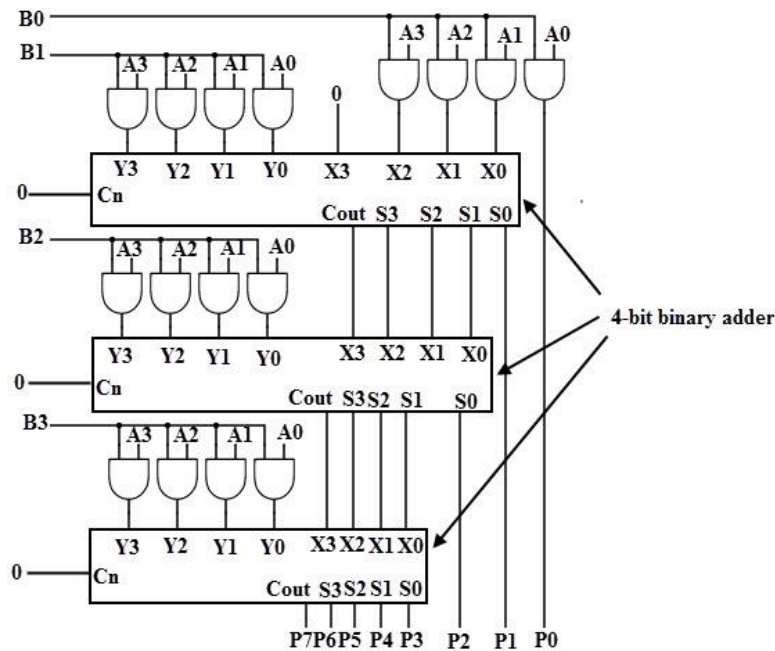 B0
A3 A2 A1 A0
B1
A3 A2 A1 A0
0
Y3 Y2 Y1 Y0 X3 X2 X1 X0
0 Cn
Cout S3 S2 S1 S0
B2
A3 A2 A1 A0
4-bit binary adder
Y3 Y2 Y1 Y0 X3 X2 X1 X0
0 Cn
Cout S3 S2 S1 S0
B3
A3 A2 A1 A0
Y3 Y2 Y1 Y0 X3 X2 X1 X0
0 Cn
Cout S3 S2 S1 S0
P7 P6 P5 P4 P3 P2 P1 P0